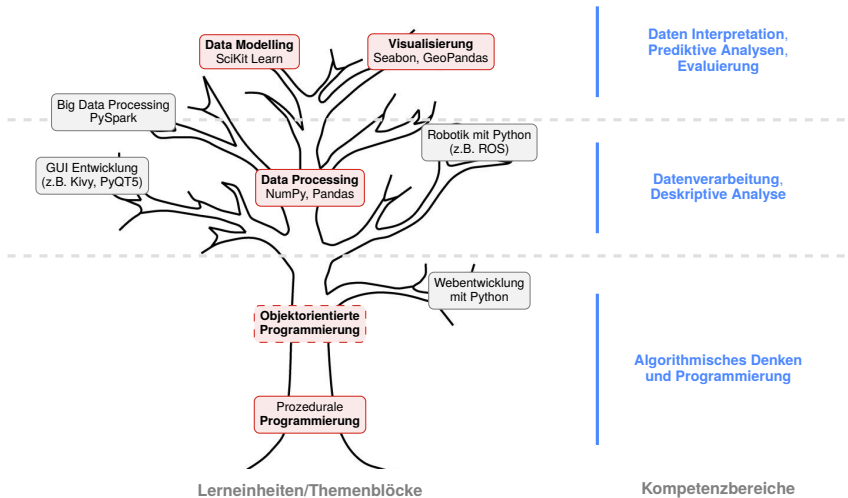 Data Modelling
SciKit Learn
Visualisierung
Seabon, GeoPandas
Daten Interpretation,
Prediktive Analysen,
Evaluierung
Big Data Processing
PySpark
Robotik mit Python
(z.B. ROS)
GUI Entwicklung
(z.B. Kivy, PyQT5)
Data Processing
NumPy, Pandas
Datenverarbeitung,
Deskriptive Analyse
Webentwicklung
mit Python
Objektorientierte
Programmierung
Algorithmisches Denken
und Programmierung
Prozedurale
Programmierung
Lerneinheiten/Themenblöcke
Kompetenzbereiche